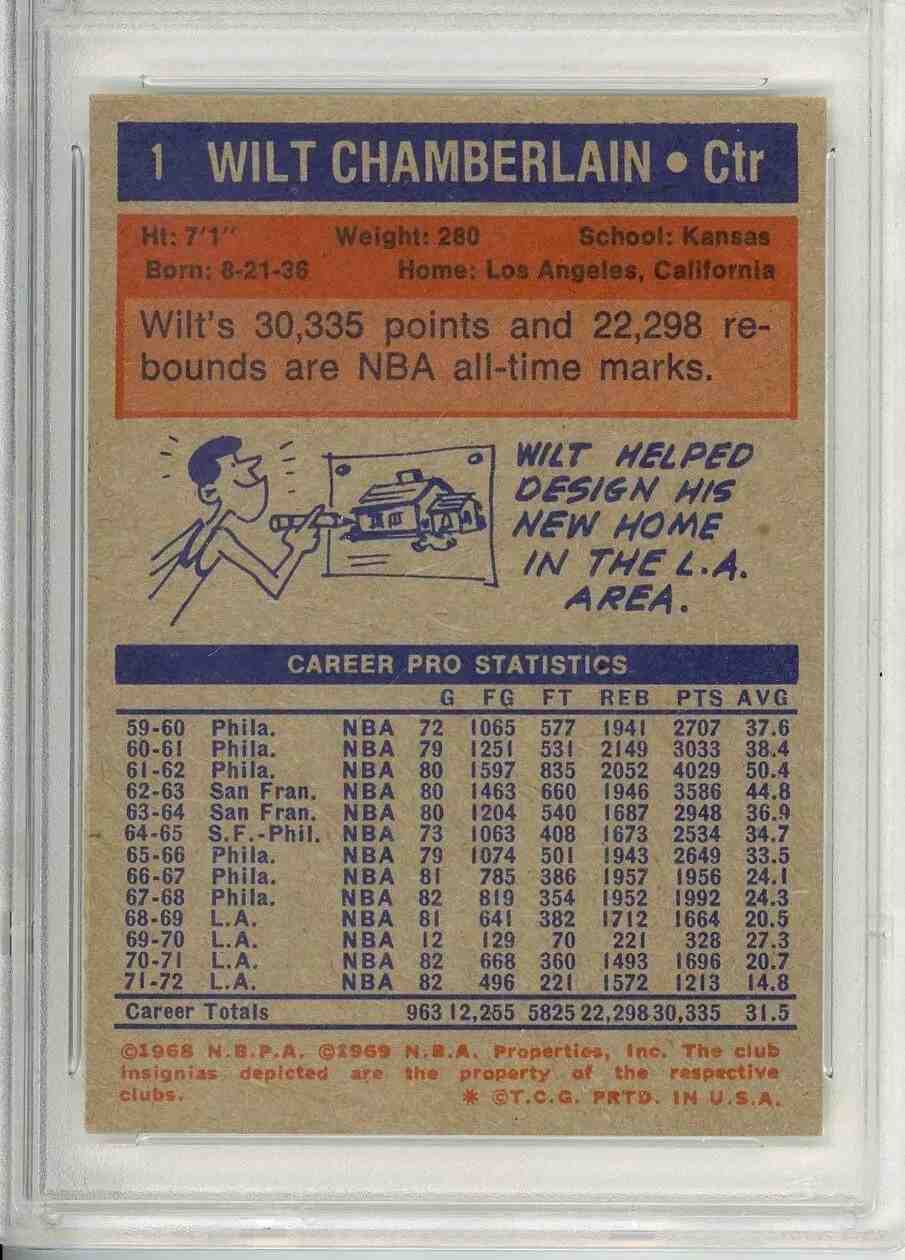 1 WILT CHAMBERLAIN • Ctr
Ht: 7'1" Weight: 280 School: Kansas
Born: 8-21-36 Home: Los Angeles, California
Wilt's 30,335 points and 22,298 re-
bounds are NBA all-time marks.
WILT HELPED
DESIGN HIS
NEW HOME
IN THE L.A.
AREA.
CAREER PRO STATISTICS
G FG FT REB PTS AVG
59-60 Phila. NBA 72 1065 577 1941 2707 37.6
60-61 Phila. NBA 79 1251 531 2149 3033 38.4
61-62 Phila. NBA 80 1597 835 2052 4029 50.4
62-63 San Fran. NBA 80 1463 660 1946 3586 44.8
63-64 San Fran. NBA 80 1204 540 1687 2948 36.9
64-65 S.F.-Phil. NBA 73 1063 408 1673 2534 34.7
65-66 Phila. NBA 79 1074 501 1943 2649 33.5
66-67 Phila. NBA 81 785 386 1957 1956 24.1
67-68 Phila. NBA 82 819 354 1952 1992 24.3
68-69 L.A. NBA 81 641 382 1712 1664 20.5
69-70 L.A. NBA 12 129 70 221 328 27.3
70-71 L.A. NBA 82 668 360 1493 1696 20.7
71-72 L.A. NBA 82 496 221 1572 1213 14.8
Career Totals 963 12,255 5825 22,298 30,335 31.5
©1968 N.B.P.A. ©1969 N.B.A. Properties, Inc. The club
insignias depicted are the property of the respective
clubs. * ©T.C.G. PRTD. IN U.S.A.